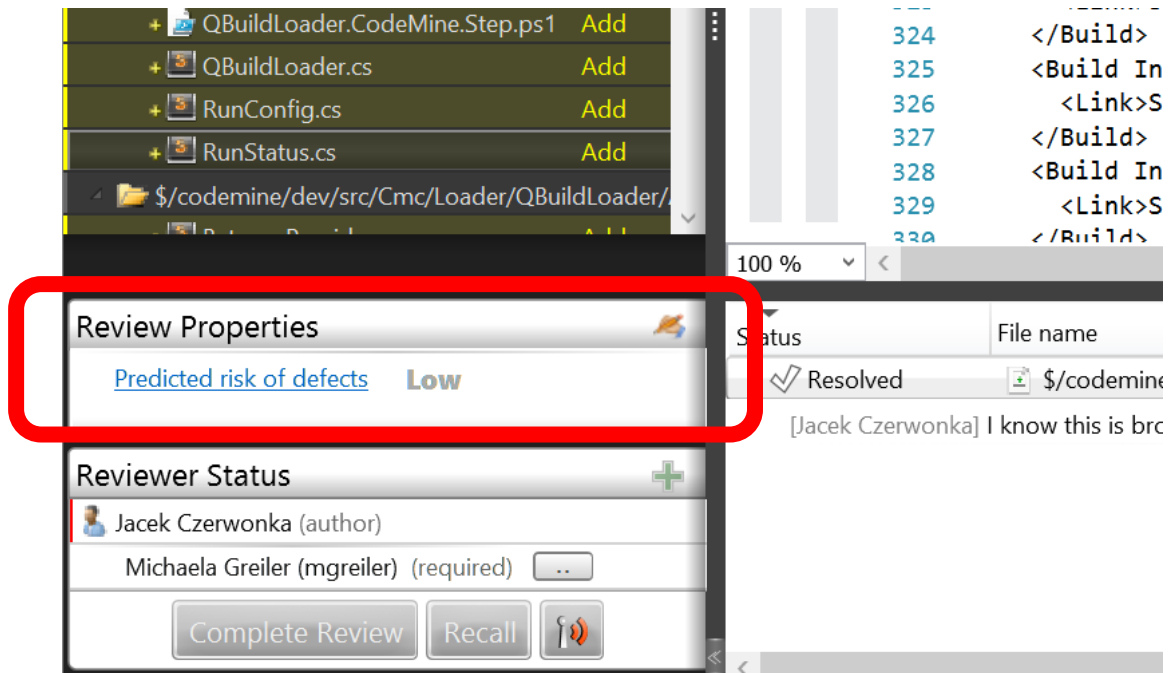 QBuildLoader.CodeMine.Step.ps1 Add
QBuildLoader.cs Add
RunConfig.cs Add
RunStatus.cs Add
$/codemine/dev/src/Cmc/Loader/QBuildLoader/
Review Properties
Predicted risk of defects Low
Reviewer Status
Jacek Czerwonka (author)
Michaela Greiler (mgreiler) (required) ..
Complete Review Recall
324 </Build>
325 <Build In
326 <Link>S
327 </Build>
328 <Build In
329 <Link>S
330 </Build>
100 %
Status File name
Resolved $/codemine
[Jacek Czerwonka] I know this is bro